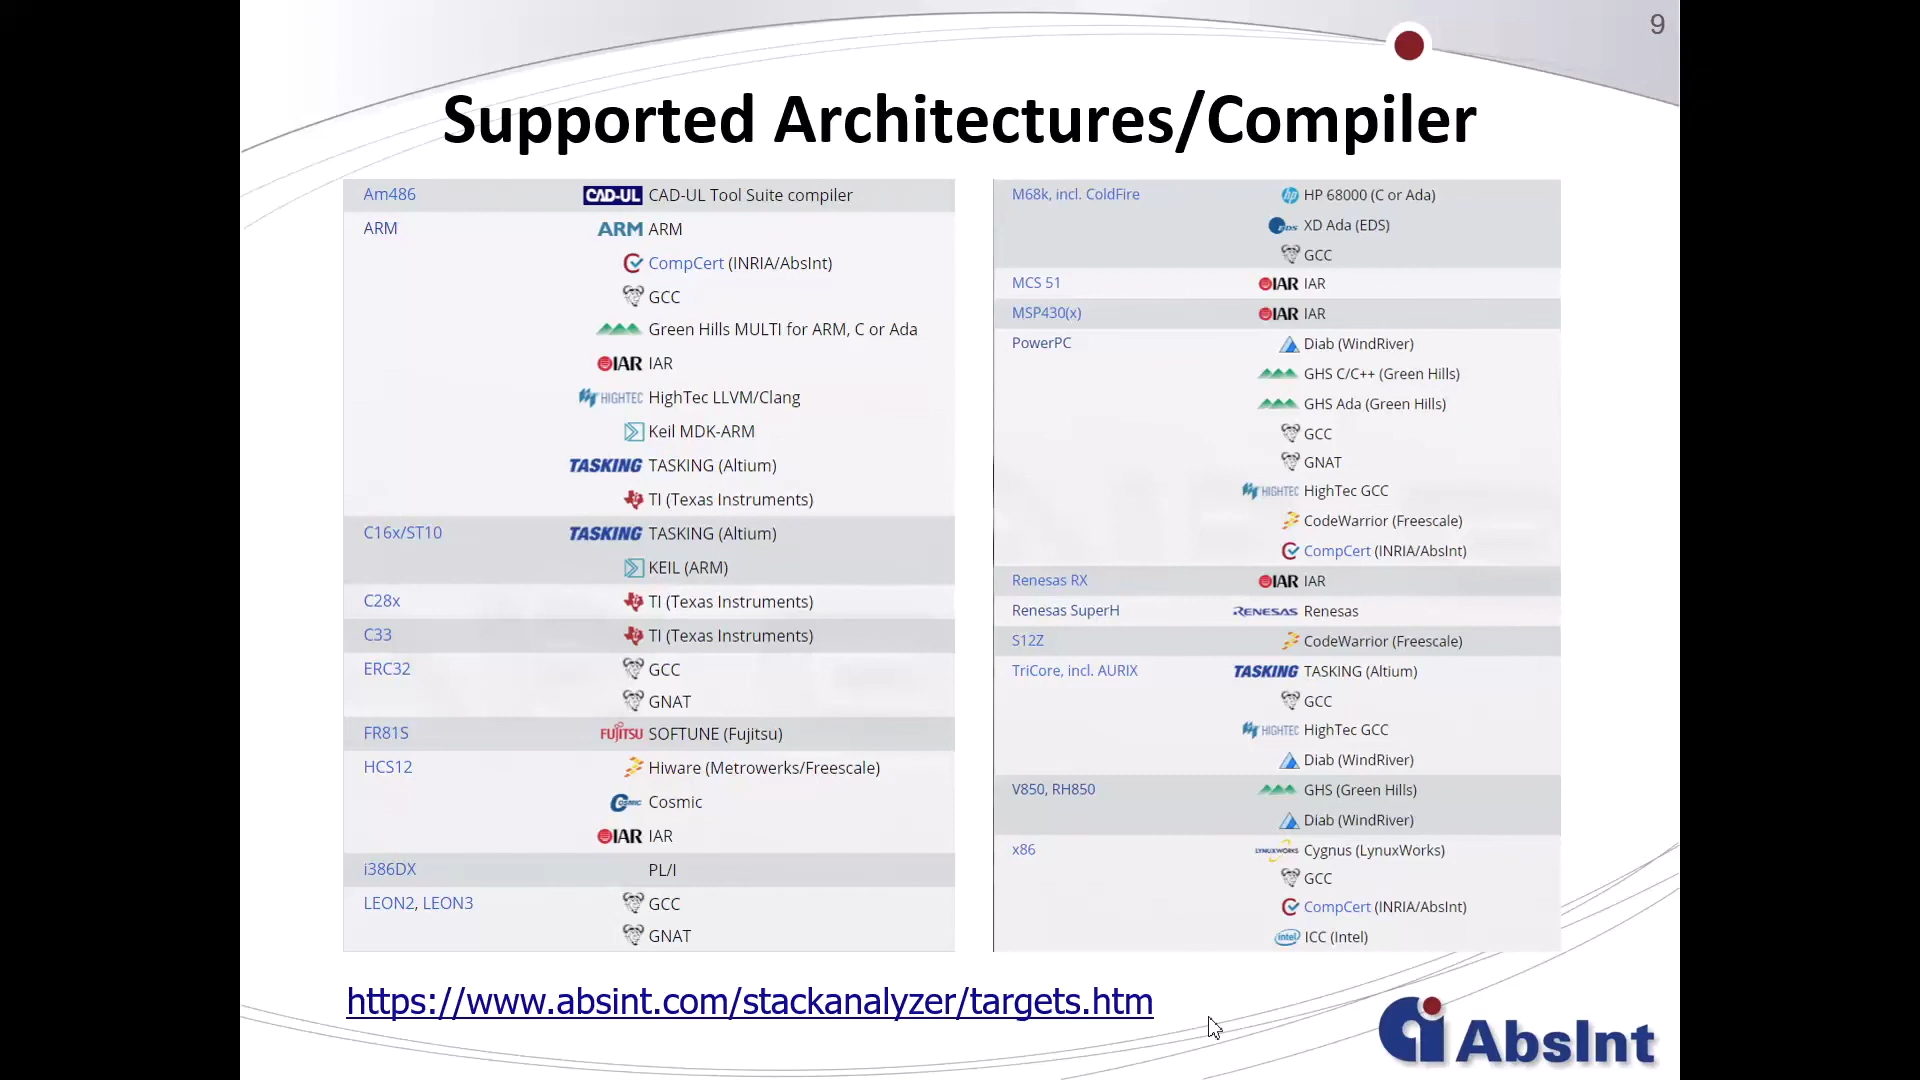 9
Supported Architectures/Compiler
Am486 CAD-UL CAD-UL Tool Suite compiler
ARM ARM ARM
CompCert (INRIA/AbsInt)
GCC
Green Hills MULTI for ARM, C or Ada
IAR IAR
HIGHTEC HighTec LLVM/Clang
Keil MDK-ARM
TASKING TASKING (Altium)
TI (Texas Instruments)
C16x/ST10 TASKING TASKING (Altium)
KEIL (ARM)
C28x TI (Texas Instruments)
C33 TI (Texas Instruments)
ERC32 GCC
GNAT
FR81S FUJITSU SOFTUNE (Fujitsu)
HCS12 Hiware (Metrowerks/Freescale)
COSMIC Cosmic
IAR IAR
i386DX PL/I
LEON2, LEON3 GCC
GNAT
M68k, incl. ColdFire hp HP 68000 (C or Ada)
EDS XD Ada (EDS)
GCC
MCS 51 IAR IAR
MSP430(x) IAR IAR
PowerPC Diab (WindRiver)
GHS C/C++ (Green Hills)
GHS Ada (Green Hills)
GCC
GNAT
HIGHTEC HighTec GCC
CodeWarrior (Freescale)
CompCert (INRIA/AbsInt)
Renesas RX IAR IAR
Renesas SuperH RENESAS Renesas
S12Z CodeWarrior (Freescale)
TriCore, incl. AURIX TASKING TASKING (Altium)
GCC
HIGHTEC HighTec GCC
Diab (WindRiver)
V850, RH850 GHS (Green Hills)
Diab (WindRiver)
x86 LYNUXWORKS Cygnus (LynuxWorks)
GCC
CompCert (INRIA/AbsInt)
intel ICC (Intel)
https://www.absint.com/stackanalyzer/targets.htm
AbsInt